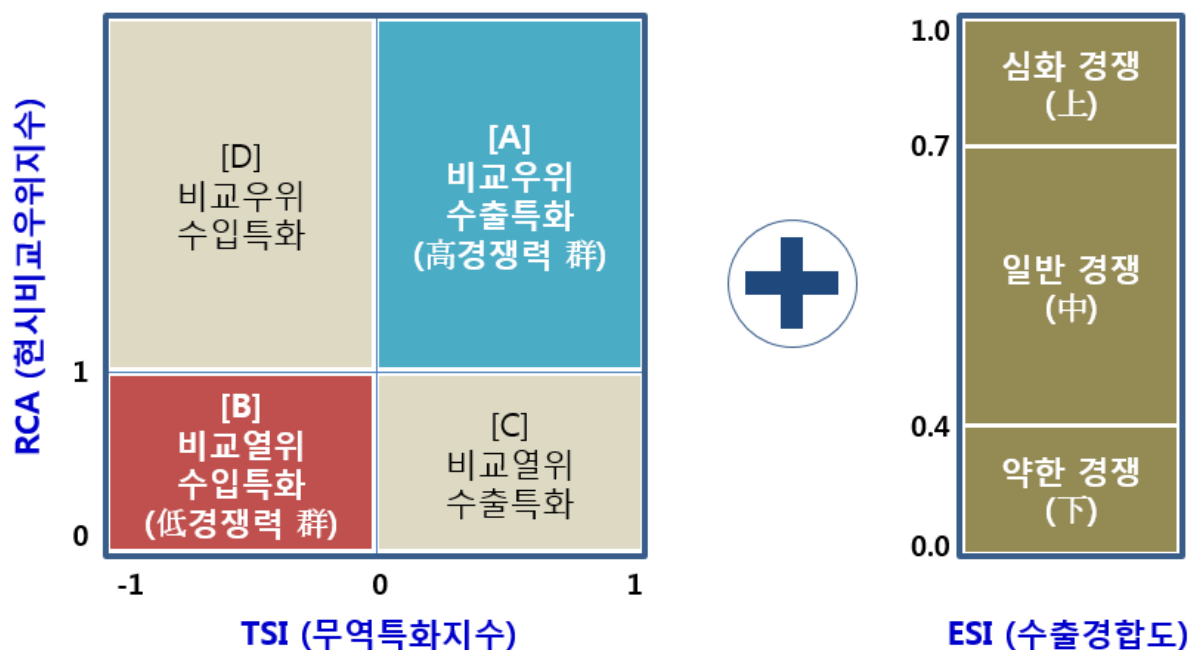 RCA (현시비교우위지수)
1
0
[D]
비교우위
수입특화
[A]
비교우위
수출특화
(高경쟁력 群)
[B]
비교열위
수입특화
(低경쟁력 群)
[C]
비교열위
수출특화
-1
0
1
TSI (무역특화지수)
1.0
0.7
0.4
0.0
심화 경쟁
(上)
일반 경쟁
(中)
약한 경쟁
(下)
ESI (수출경합도)